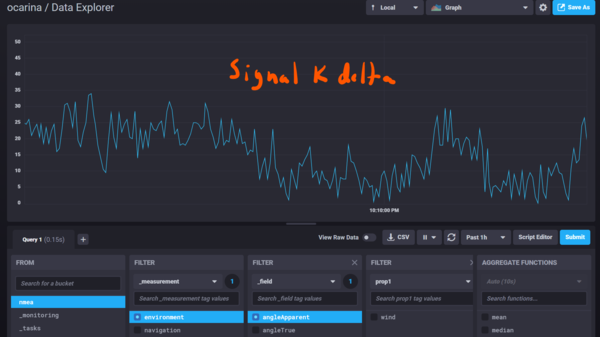 ocarina / Data Explorer
Local
Graph
Save As
Signal K delta
50
45
40
35
30
25
20
15
10
5
0
10:10:00 PM
Query 1 (0.15s)
+
View Raw Data
CSV
Past 1h
Script Editor
Submit
FROM
FILTER
FILTER
FILTER
AGGREGATE FUNCTIONS
Search for a bucket
_measurement
1
_field
1
prop1
Auto (10s)
Search _measurement tag values
Search _field tag values
Search prop1 tag values
Search functions...
nmea
environment
angleApparent
wind
mean
_monitoring
navigation
angleTrue
median
_tasks